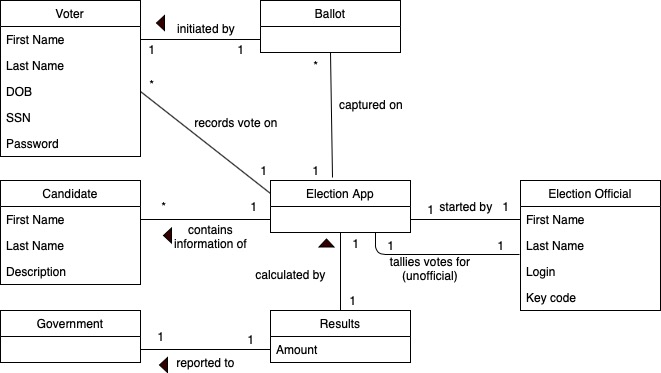 Voter
First Name
Last Name
DOB
SSN
Password
initiated by
1
1
Ballot
*
captured on
1
*
records vote on
1
Candidate
First Name
Last Name
Description
*
1
contains
information of
Election App
1
started by
1
Election Official
First Name
Last Name
Login
Key code
1
1
tallies votes for
(unofficial)
1
calculated by
1
Government
1
1
reported to
Results
Amount